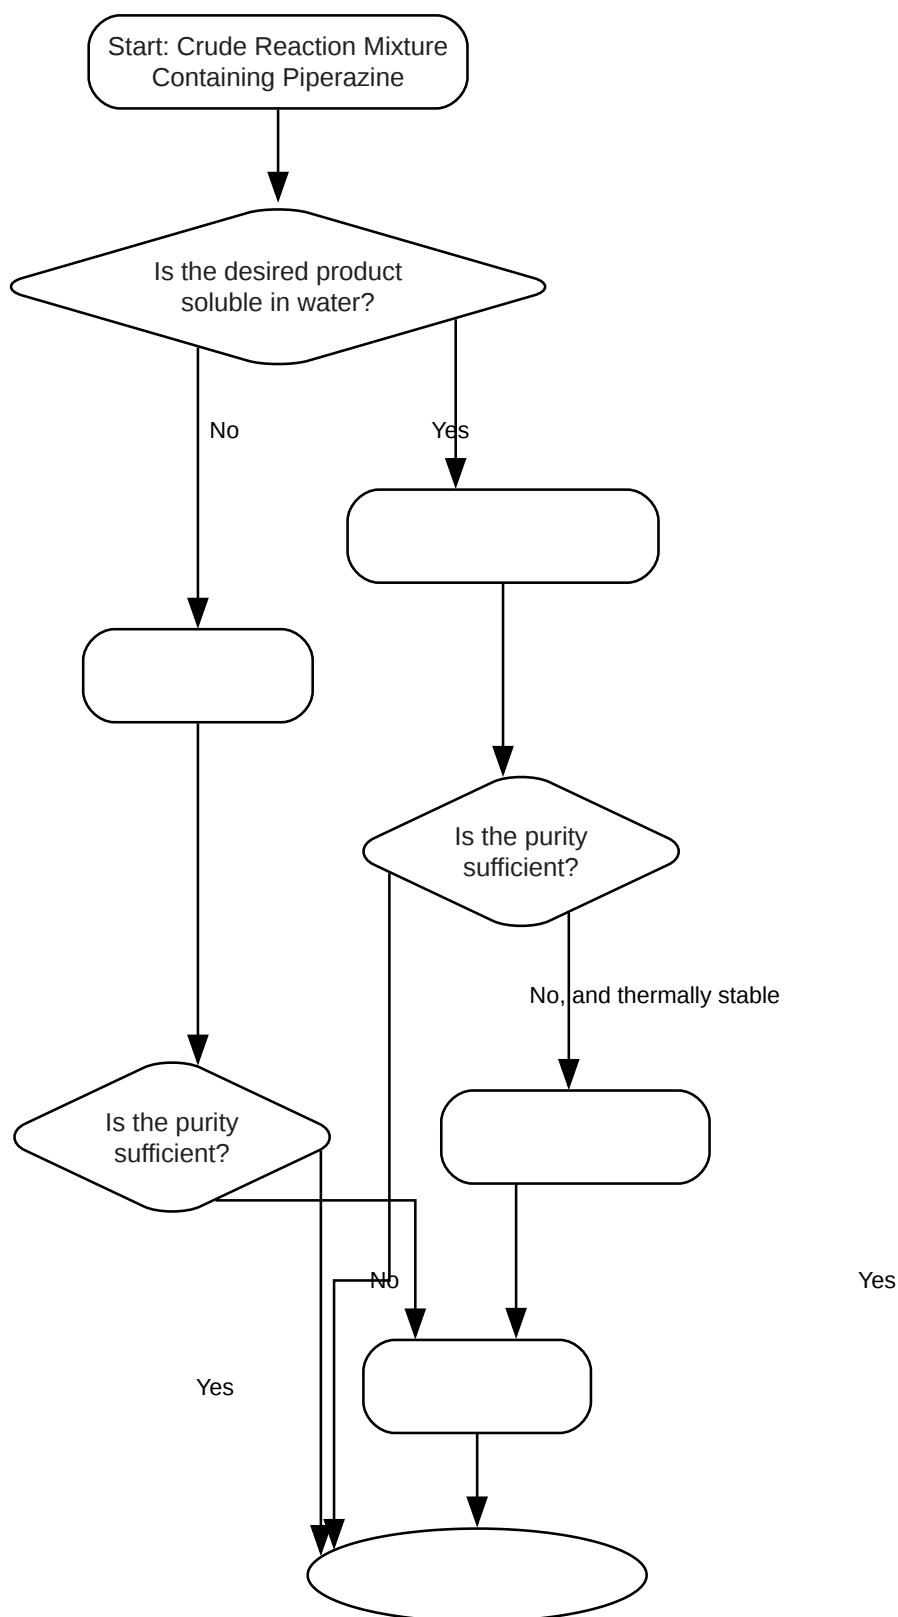 Start: Crude Reaction Mixture
Containing Piperazine
Is the desired product
soluble in water?
No
Yes
Is the purity
sufficient?
No, and thermally stable
Is the purity
sufficient?
No
Yes
Yes